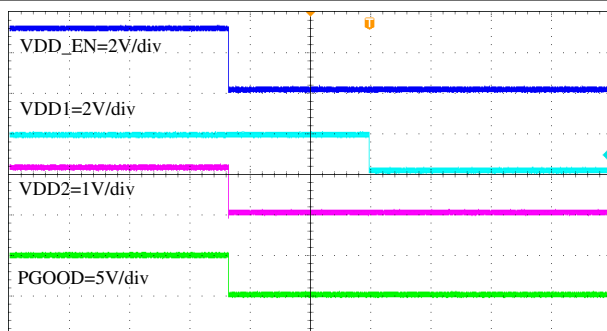 T
VDD_EN=2V/div
VDD1=2V/div
VDD2=1V/div
PGOOD=5V/div